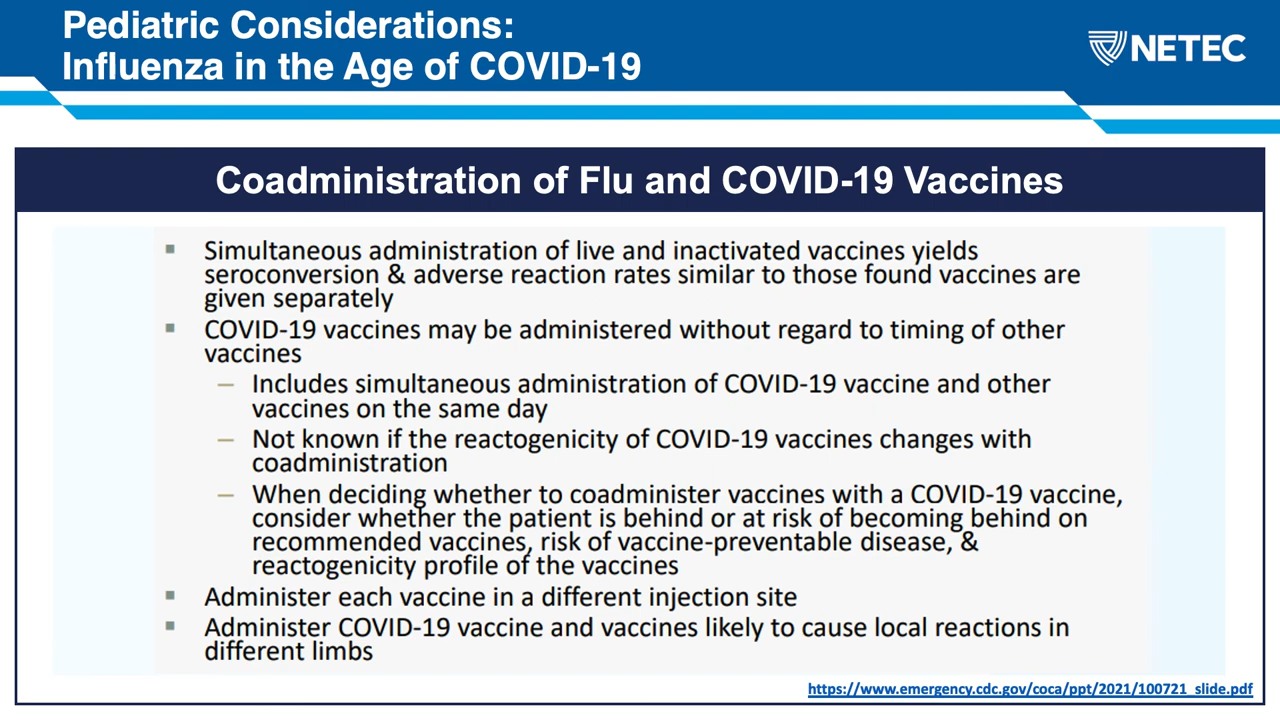 Pediatric Considerations:
Influenza in the Age of COVID-19
NETEC
Coadministration of Flu and COVID-19 Vaccines
▪ Simultaneous administration of live and inactivated vaccines yields
seroconversion & adverse reaction rates similar to those found vaccines are
given separately
▪ COVID-19 vaccines may be administered without regard to timing of other
vaccines
– Includes simultaneous administration of COVID-19 vaccine and other
vaccines on the same day
– Not known if the reactogenicity of COVID-19 vaccines changes with
coadministration
– When deciding whether to coadminister vaccines with a COVID-19 vaccine,
consider whether the patient is behind or at risk of becoming behind on
recommended vaccines, risk of vaccine-preventable disease, &
reactogenicity profile of the vaccines
▪ Administer each vaccine in a different injection site
▪ Administer COVID-19 vaccine and vaccines likely to cause local reactions in
different limbs
https://www.emergency.cdc.gov/coca/ppt/2021/100721_slide.pdf